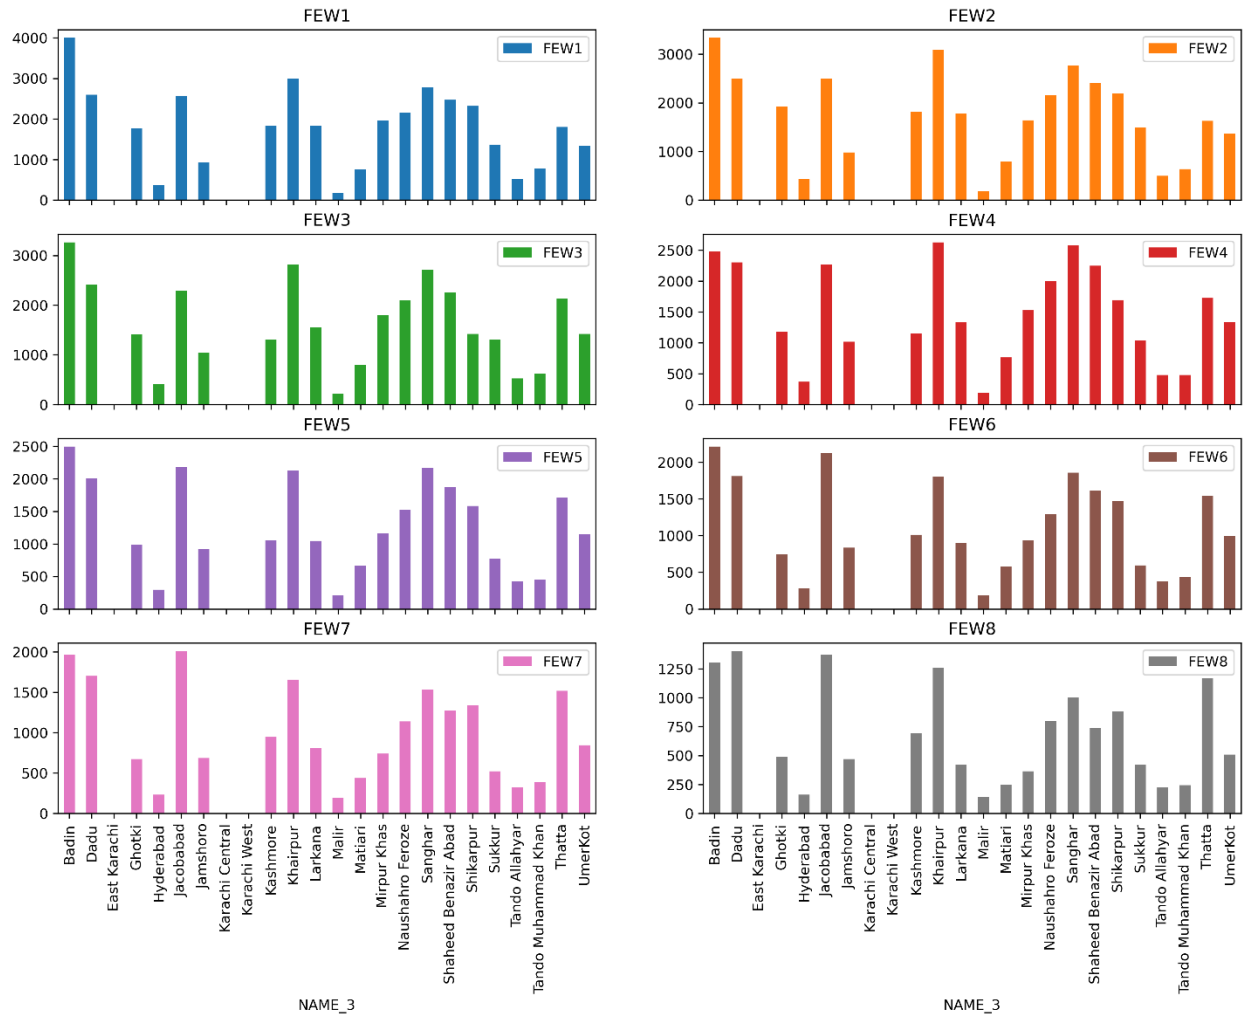 FEW1
FEW1
4000
3000
2000
1000
0
FEW2
FEW2
3000
2000
1000
0
FEW3
FEW3
3000
2000
1000
0
FEW4
FEW4
2500
2000
1500
1000
500
0
FEW5
FEW5
2500
2000
1500
1000
500
0
FEW6
FEW6
2000
1500
1000
500
0
FEW7
FEW7
2000
1500
1000
500
0
Badin
Dadu
East Karachi
Ghotki
Hyderabad
Jacobabad
Jamshoro
Karachi Central
Karachi West
Kashmore
Khairpur
Larkana
Malir
Matiari
Mirpur Khas
Naushahro Feroze
Sanghar
Shaheed Benazir Abad
Shikarpur
Sukkur
Tando Allahyar
Tando Muhammad Khan
Thatta
UmerKot
NAME_3
FEW8
FEW8
1250
1000
750
500
250
0
Badin
Dadu
East Karachi
Ghotki
Hyderabad
Jacobabad
Jamshoro
Karachi Central
Karachi West
Kashmore
Khairpur
Larkana
Malir
Matiari
Mirpur Khas
Naushahro Feroze
Sanghar
Shaheed Benazir Abad
Shikarpur
Sukkur
Tando Allahyar
Tando Muhammad Khan
Thatta
UmerKot
NAME_3